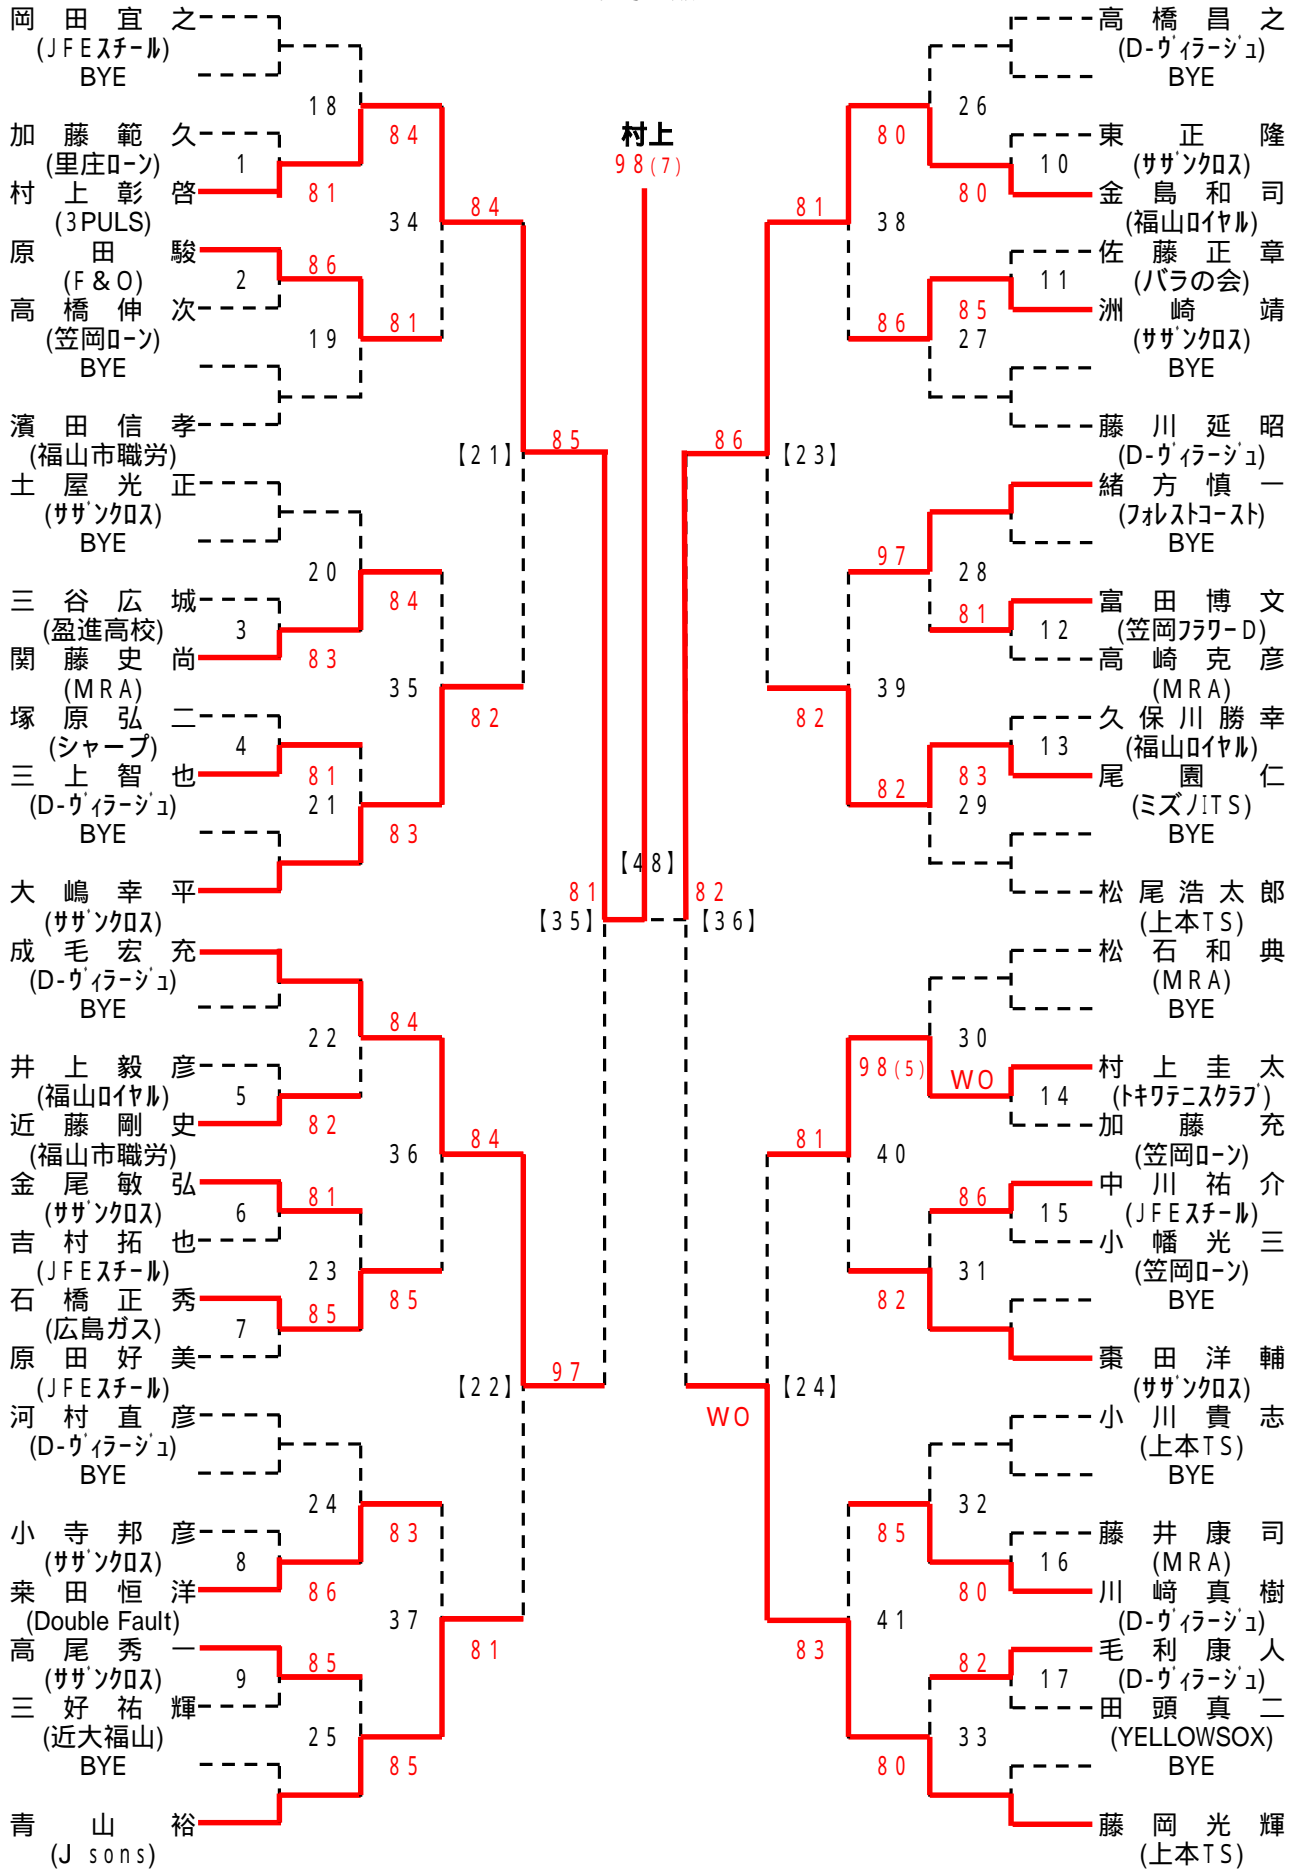 村上
98(7)
岡田宜之
(JFEスチール)
BYE
18
84
加藤範久
(里庄ローン)
1
村上彰啓
81
(3PULS)
34
84
原田駿
86
(F&O)
2
高橋伸次
81
(笠岡ローン)
19
BYE
濱田信孝
(福山市職労)
【21】
85
土屋光正
(サザンクロス)
BYE
20
84
三谷広城
(盈進高校)
3
関藤史尚
83
(MRA)
35
82
塚原弘二
(シャープ)
4
三上智也
81
(D-ヴィラージュ)
21
BYE
83
大嶋幸平
(サザンクロス)
81
【35】
【48】
成毛宏充
(D-ヴィラージュ)
BYE
22
84
井上毅彦
(福山ロイヤル)
5
近藤剛史
82
(福山市職労)
36
84
金尾敏弘
81
(サザンクロス)
6
吉村拓也
(JFEスチール)
23
85
石橋正秀
85
(広島ガス)
7
原田好美
(JFEスチール)
【22】
97
河村直彦
(D-ヴィラージュ)
BYE
24
83
小寺邦彦
(サザンクロス)
8
桒田恒洋
86
(Double Fault)
37
81
高尾秀一
85
(サザンクロス)
9
三好祐輝
(近大福山)
25
BYE
85
青山裕
(J sons)
高橋昌之
(D-ヴィラージュ)
BYE
26
80
東正隆
10
(サザンクロス)
80
金島和司
(福山ロイヤル)
81
38
佐藤正章
11
(バラの会)
85
洲崎靖
86
27
(サザンクロス)
BYE
藤川延昭
86
【23】
(D-ヴィラージュ)
緒方慎一
(フォレストコースト)
BYE
97
28
富田博文
81
12
(笠岡フラワーD)
高崎克彦
39
(MRA)
82
久保川勝幸
13
(福山ロイヤル)
83
尾園仁
82
29
(ミズノITS)
BYE
松尾浩太郎
82
【36】
(上本TS)
松石和典
(MRA)
BYE
30
98(5)
村上圭太
WO
14
(トキワテニスクラブ)
加藤充
81
40
(笠岡ローン)
中川祐介
86
15
(JFEスチール)
小幡光三
31
(笠岡ローン)
82
BYE
棗田洋輔
【24】
(サザンクロス)
WO
小川貴志
(上本TS)
BYE
32
85
藤井康司
16
(MRA)
80
川﨑真樹
41
(D-ヴィラージュ)
83
毛利康人
82
17
(D-ヴィラージュ)
田頭真二
33
(YELLOWSOX)
80
BYE
藤岡光輝
(上本TS)